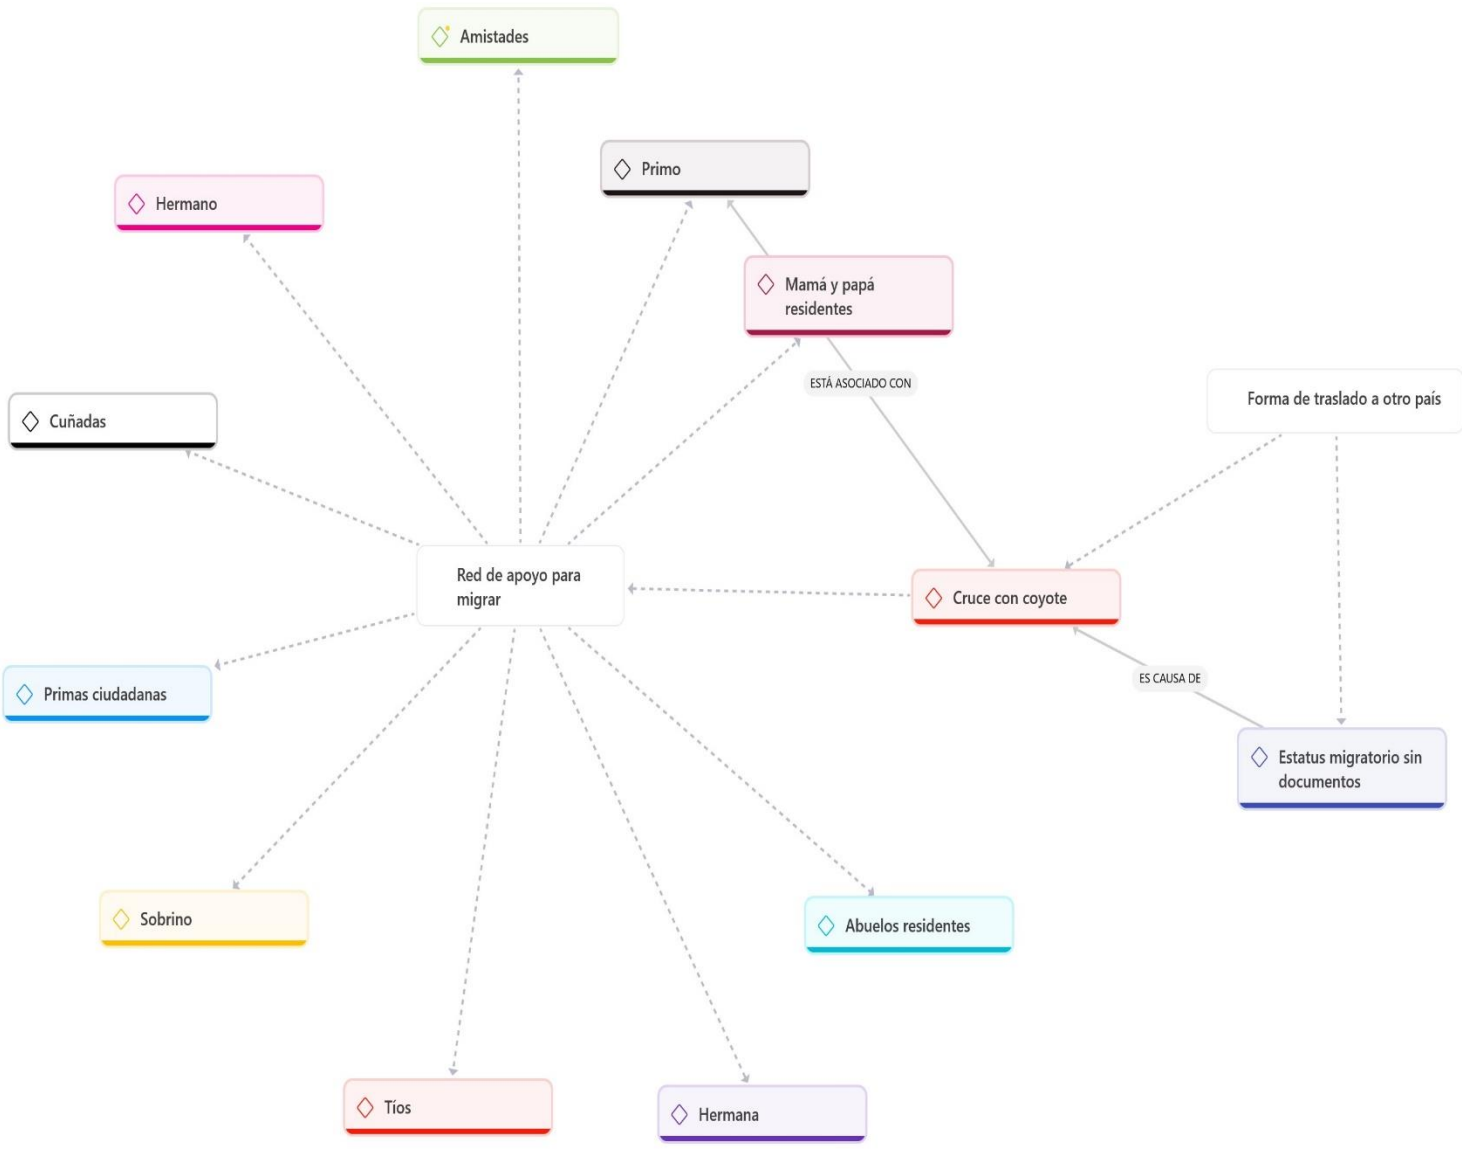 Amistades
Primo
Hermano
Mamá y papá
residentes
ESTÁ ASOCIADO CON
Forma de traslado a otro país
Cuñadas
Red de apoyo para
migrar
Cruce con coyote
ES CAUSA DE
Primas ciudadanas
Estatus migratorio sin
documentos
Sobrino
Abuelos residentes
Tíos
Hermana